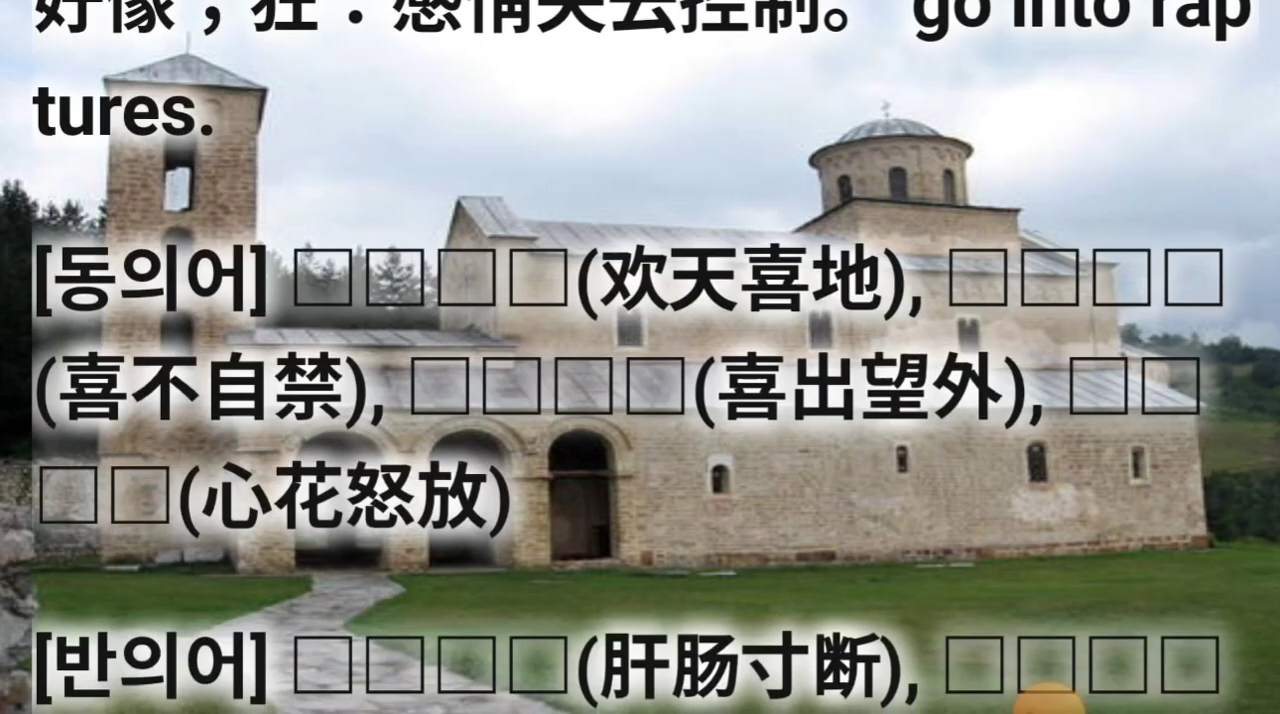 好像；狂：感情失去控制。 go into rap
tures.
[동의어] □□□□(欢天喜地), □□□□
(喜不自禁), □□□□(喜出望外), □□
□□(心花怒放)
[반의어] □□□□(肝肠寸断), □□□□